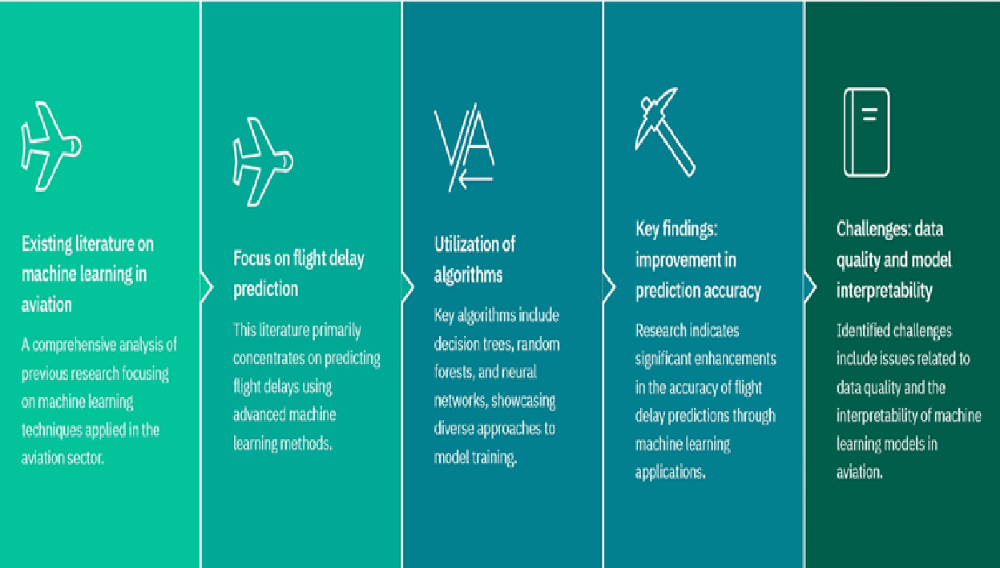 Existing literature on
machine learning in
aviation
A comprehensive analysis of
previous research focusing
on machine learning
techniques applied in the
aviation sector.
Focus on flight delay
prediction
This literature primarily
concentrates on predicting
flight delays using
advanced machine
learning methods.
Utilization of
algorithms
Key algorithms include
decision trees, random
forests, and neural
networks, showcasing
diverse approaches to
model training.
Key findings:
improvement in
prediction accuracy
Research indicates
significant enhancements
in the accuracy of flight
delay predictions through
machine learning
applications.
Challenges: data
quality and model
interpretability
Identified challenges
include issues related to
data quality and the
interpretability of machine
learning models in
aviation.